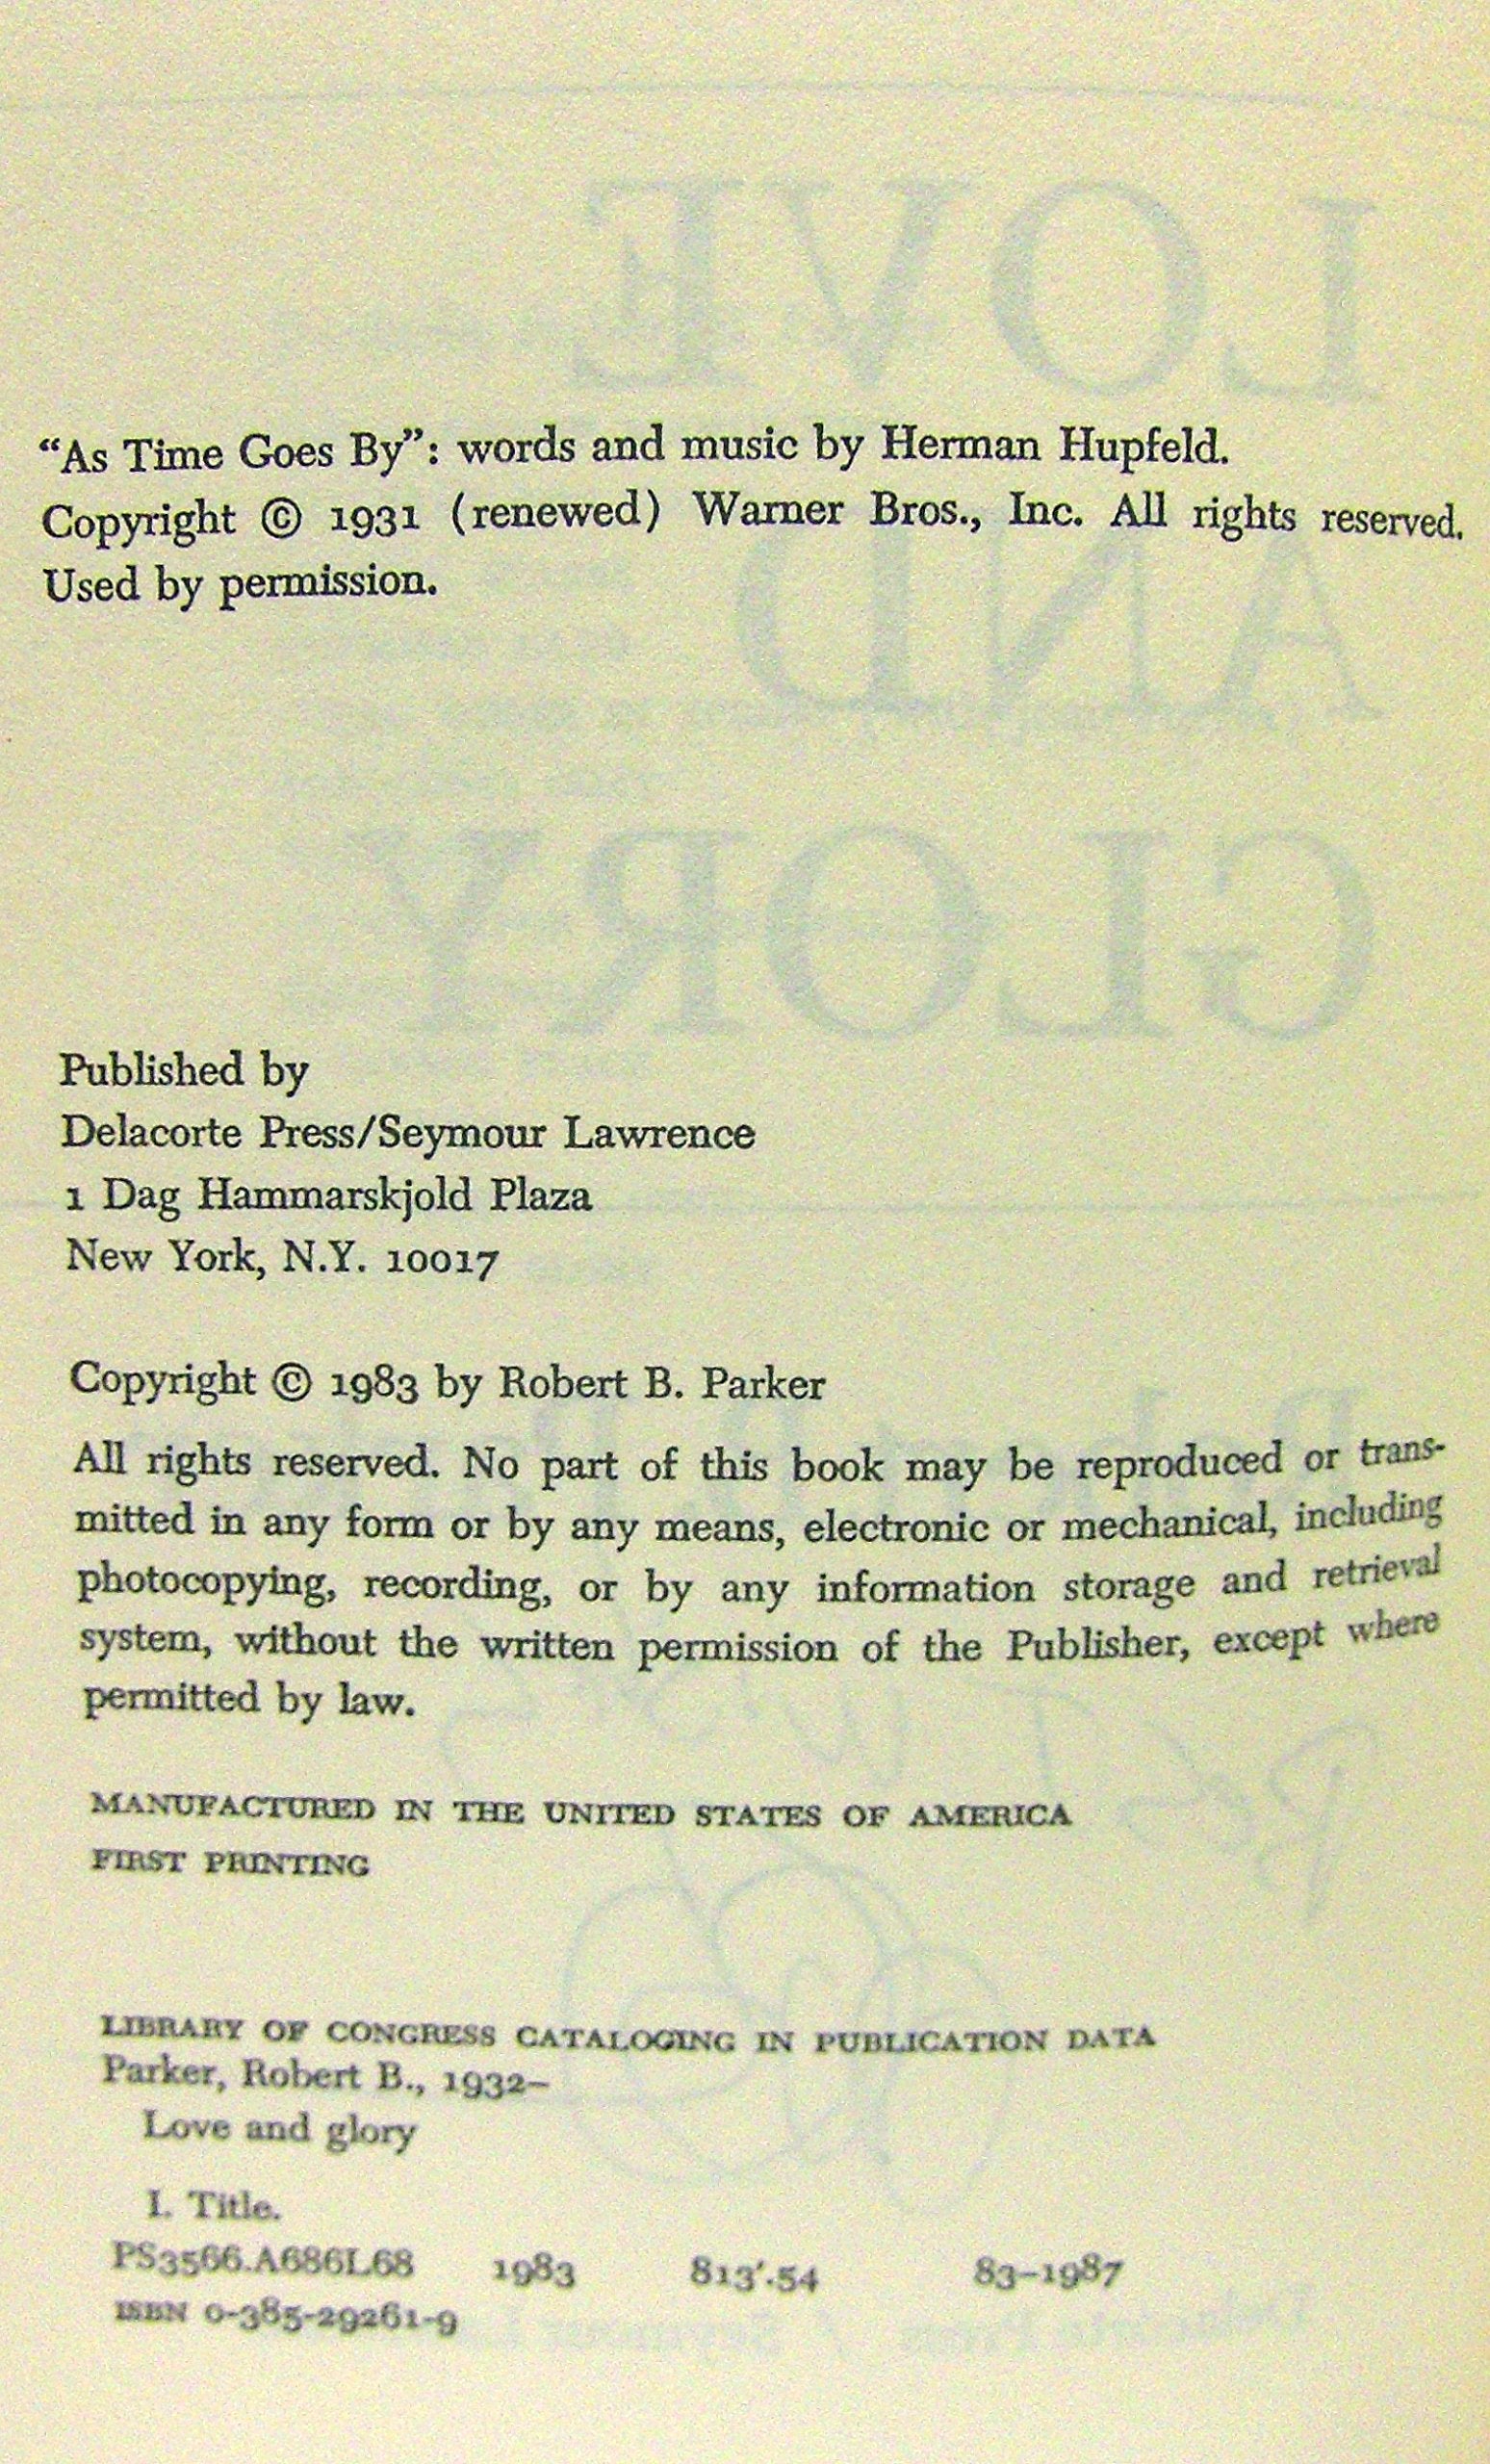 “As Time Goes By”: words and music by Herman Hupfeld.
Copyright © 1931 (renewed) Warner Bros., Inc. All rights reserved.
Used by permission.
Published by
Delacorte Press/Seymour Lawrence
1 Dag Hammarskjold Plaza
New York, N.Y. 10017
Copyright © 1983 by Robert B. Parker
All rights reserved. No part of this book may be reproduced or trans-
mitted in any form or by any means, electronic or mechanical, including
photocopying, recording, or by any information storage and retrieval
system, without the written permission of the Publisher, except where
permitted by law.
MANUFACTURED IN THE UNITED STATES OF AMERICA
FIRST PRINTING
LIBRARY OF CONGRESS CATALOGING IN PUBLICATION DATA
Parker, Robert B., 1932–
Love and glory
I. Title.
PS3566.A686L68 1983 813′.54 83–1987
ISBN 0-385-29261-9
LOVE
AND
GLORY